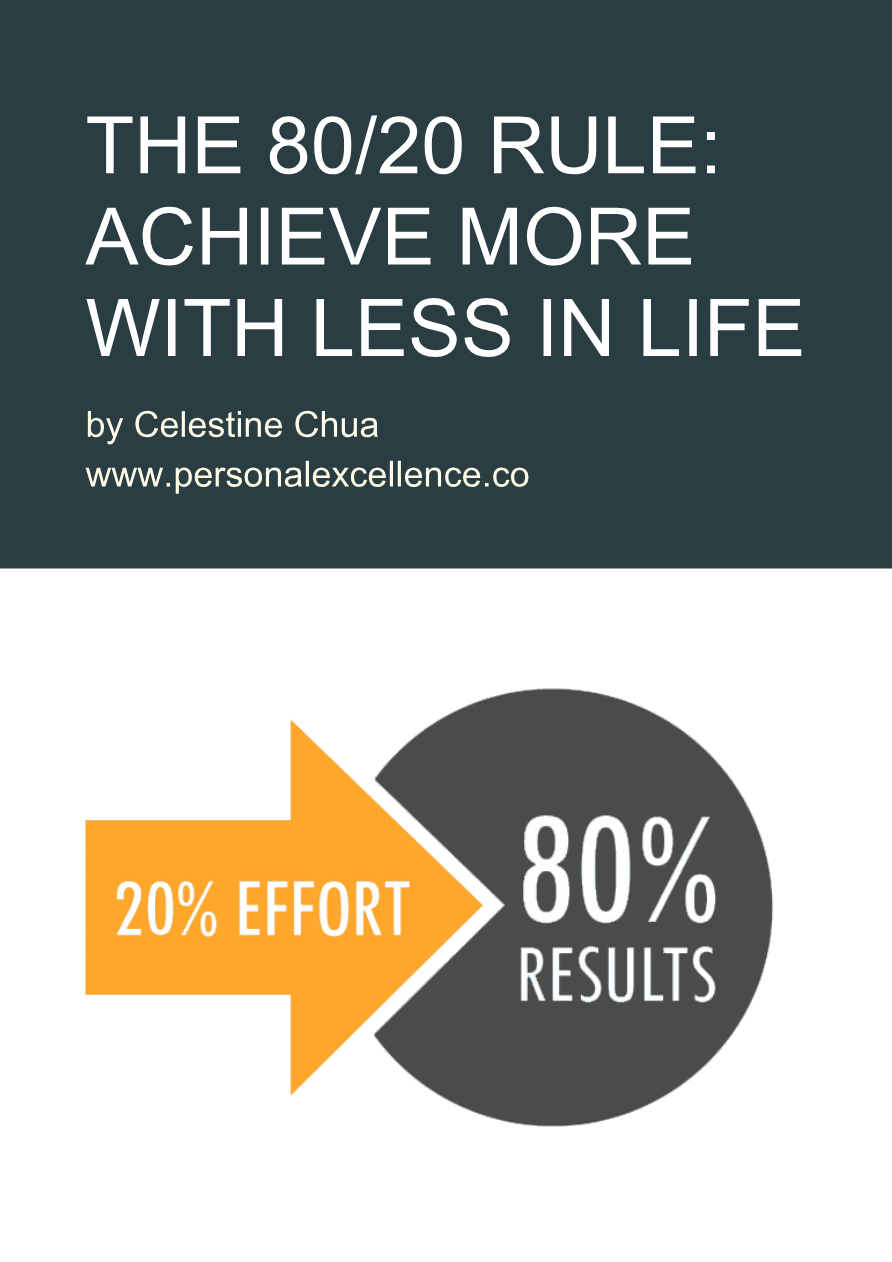 THE 80/20 RULE:
ACHIEVE MORE
WITH LESS IN LIFE
by Celestine Chua
www.personalexcellence.co
20% EFFORT
80%
RESULTS